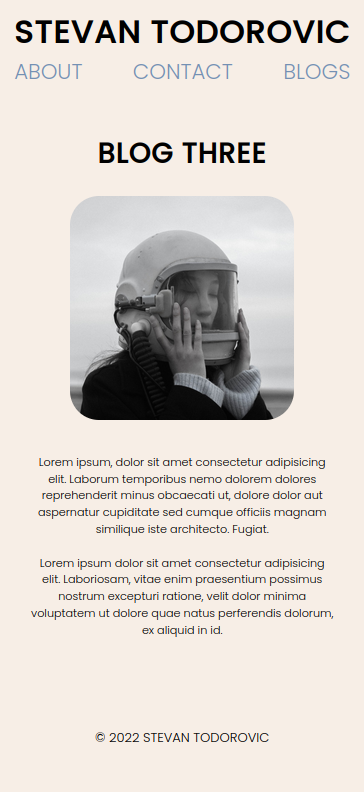 STEVAN TODOROVIC
ABOUT CONTACT BLOGS
BLOG THREE
Lorem ipsum, dolor sit amet consectetur adipisicing
elit. Laborum temporibus nemo dolorem dolores
reprehenderit minus obcaecati ut, dolore dolor aut
aspernatur cupiditate sed cumque officiis magnam
similique iste architecto. Fugiat.
Lorem ipsum dolor sit amet consectetur adipisicing
elit. Laboriosam, vitae enim praesentium possimus
nostrum excepturi ratione, velit dolor minima
voluptatem ut dolore quae natus perferendis dolorum,
ex aliquid in id.
© 2022 STEVAN TODOROVIC